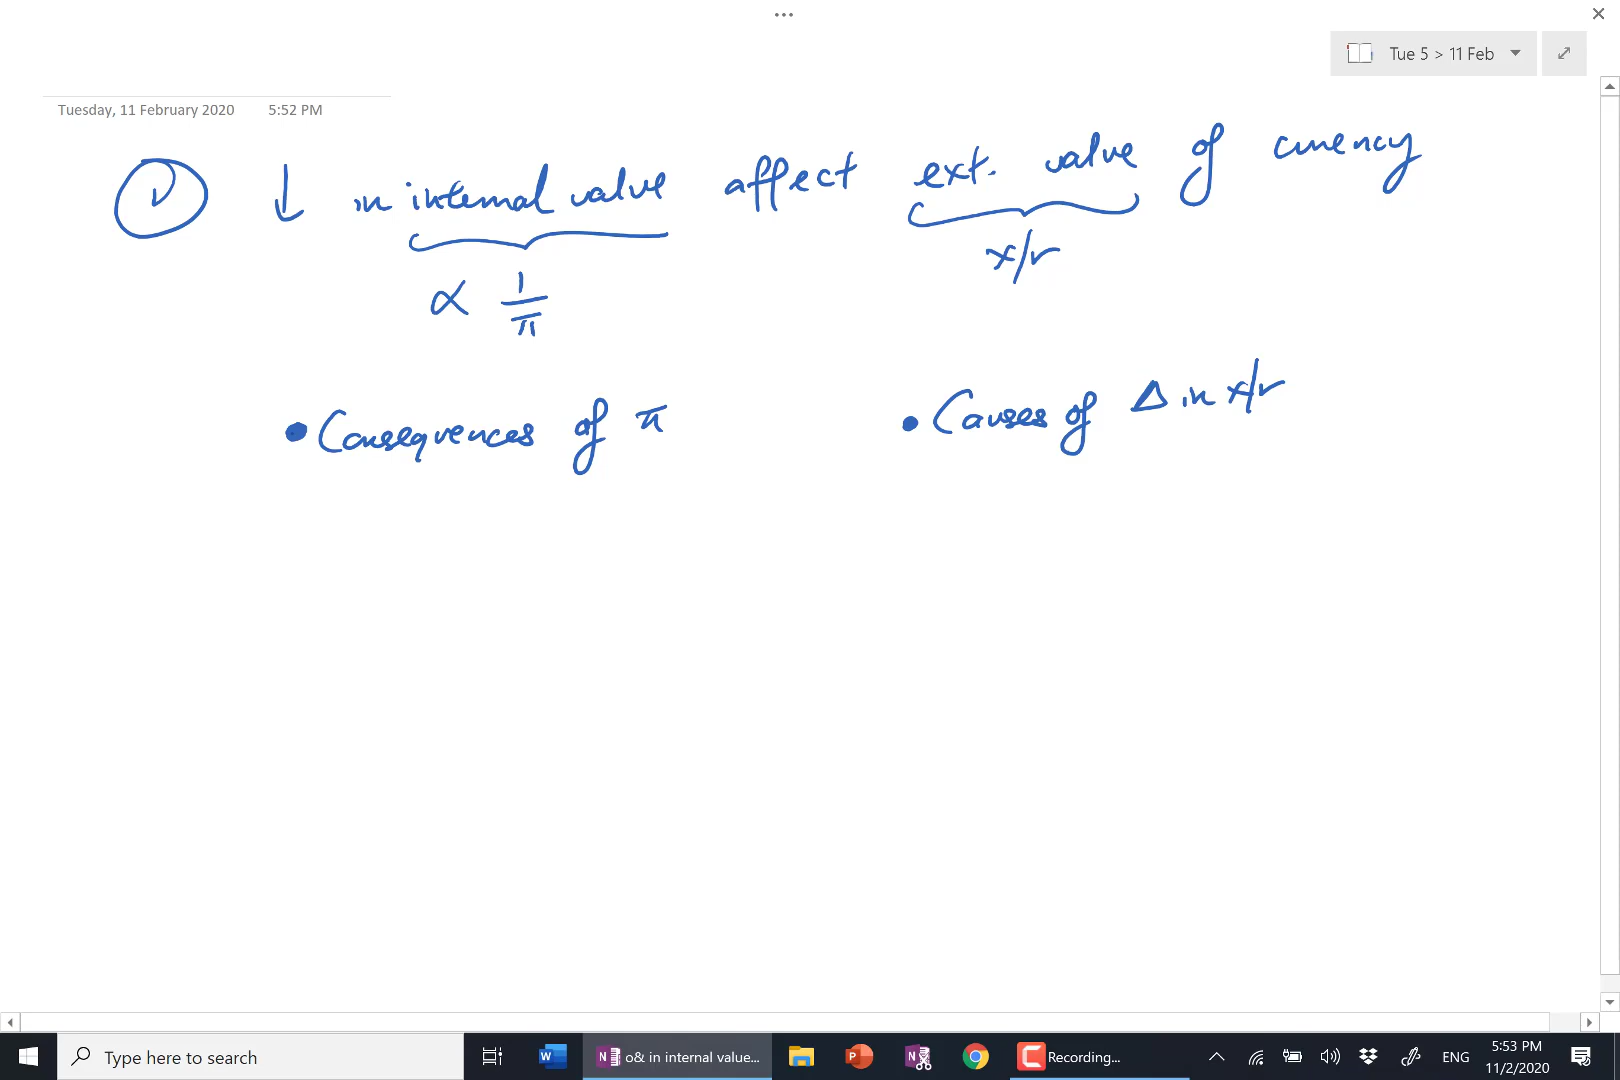 Tue 5 > 11 Feb
Tuesday, 11 February 2020 5:52 PM
↓ in internal value affect ext. value of currency
∝ 1/π x/r
• Consequences of π • Causes of Δ in x/r
Type here to search
o& in internal value...
Recording...
ENG
5:53 PM
11/2/2020